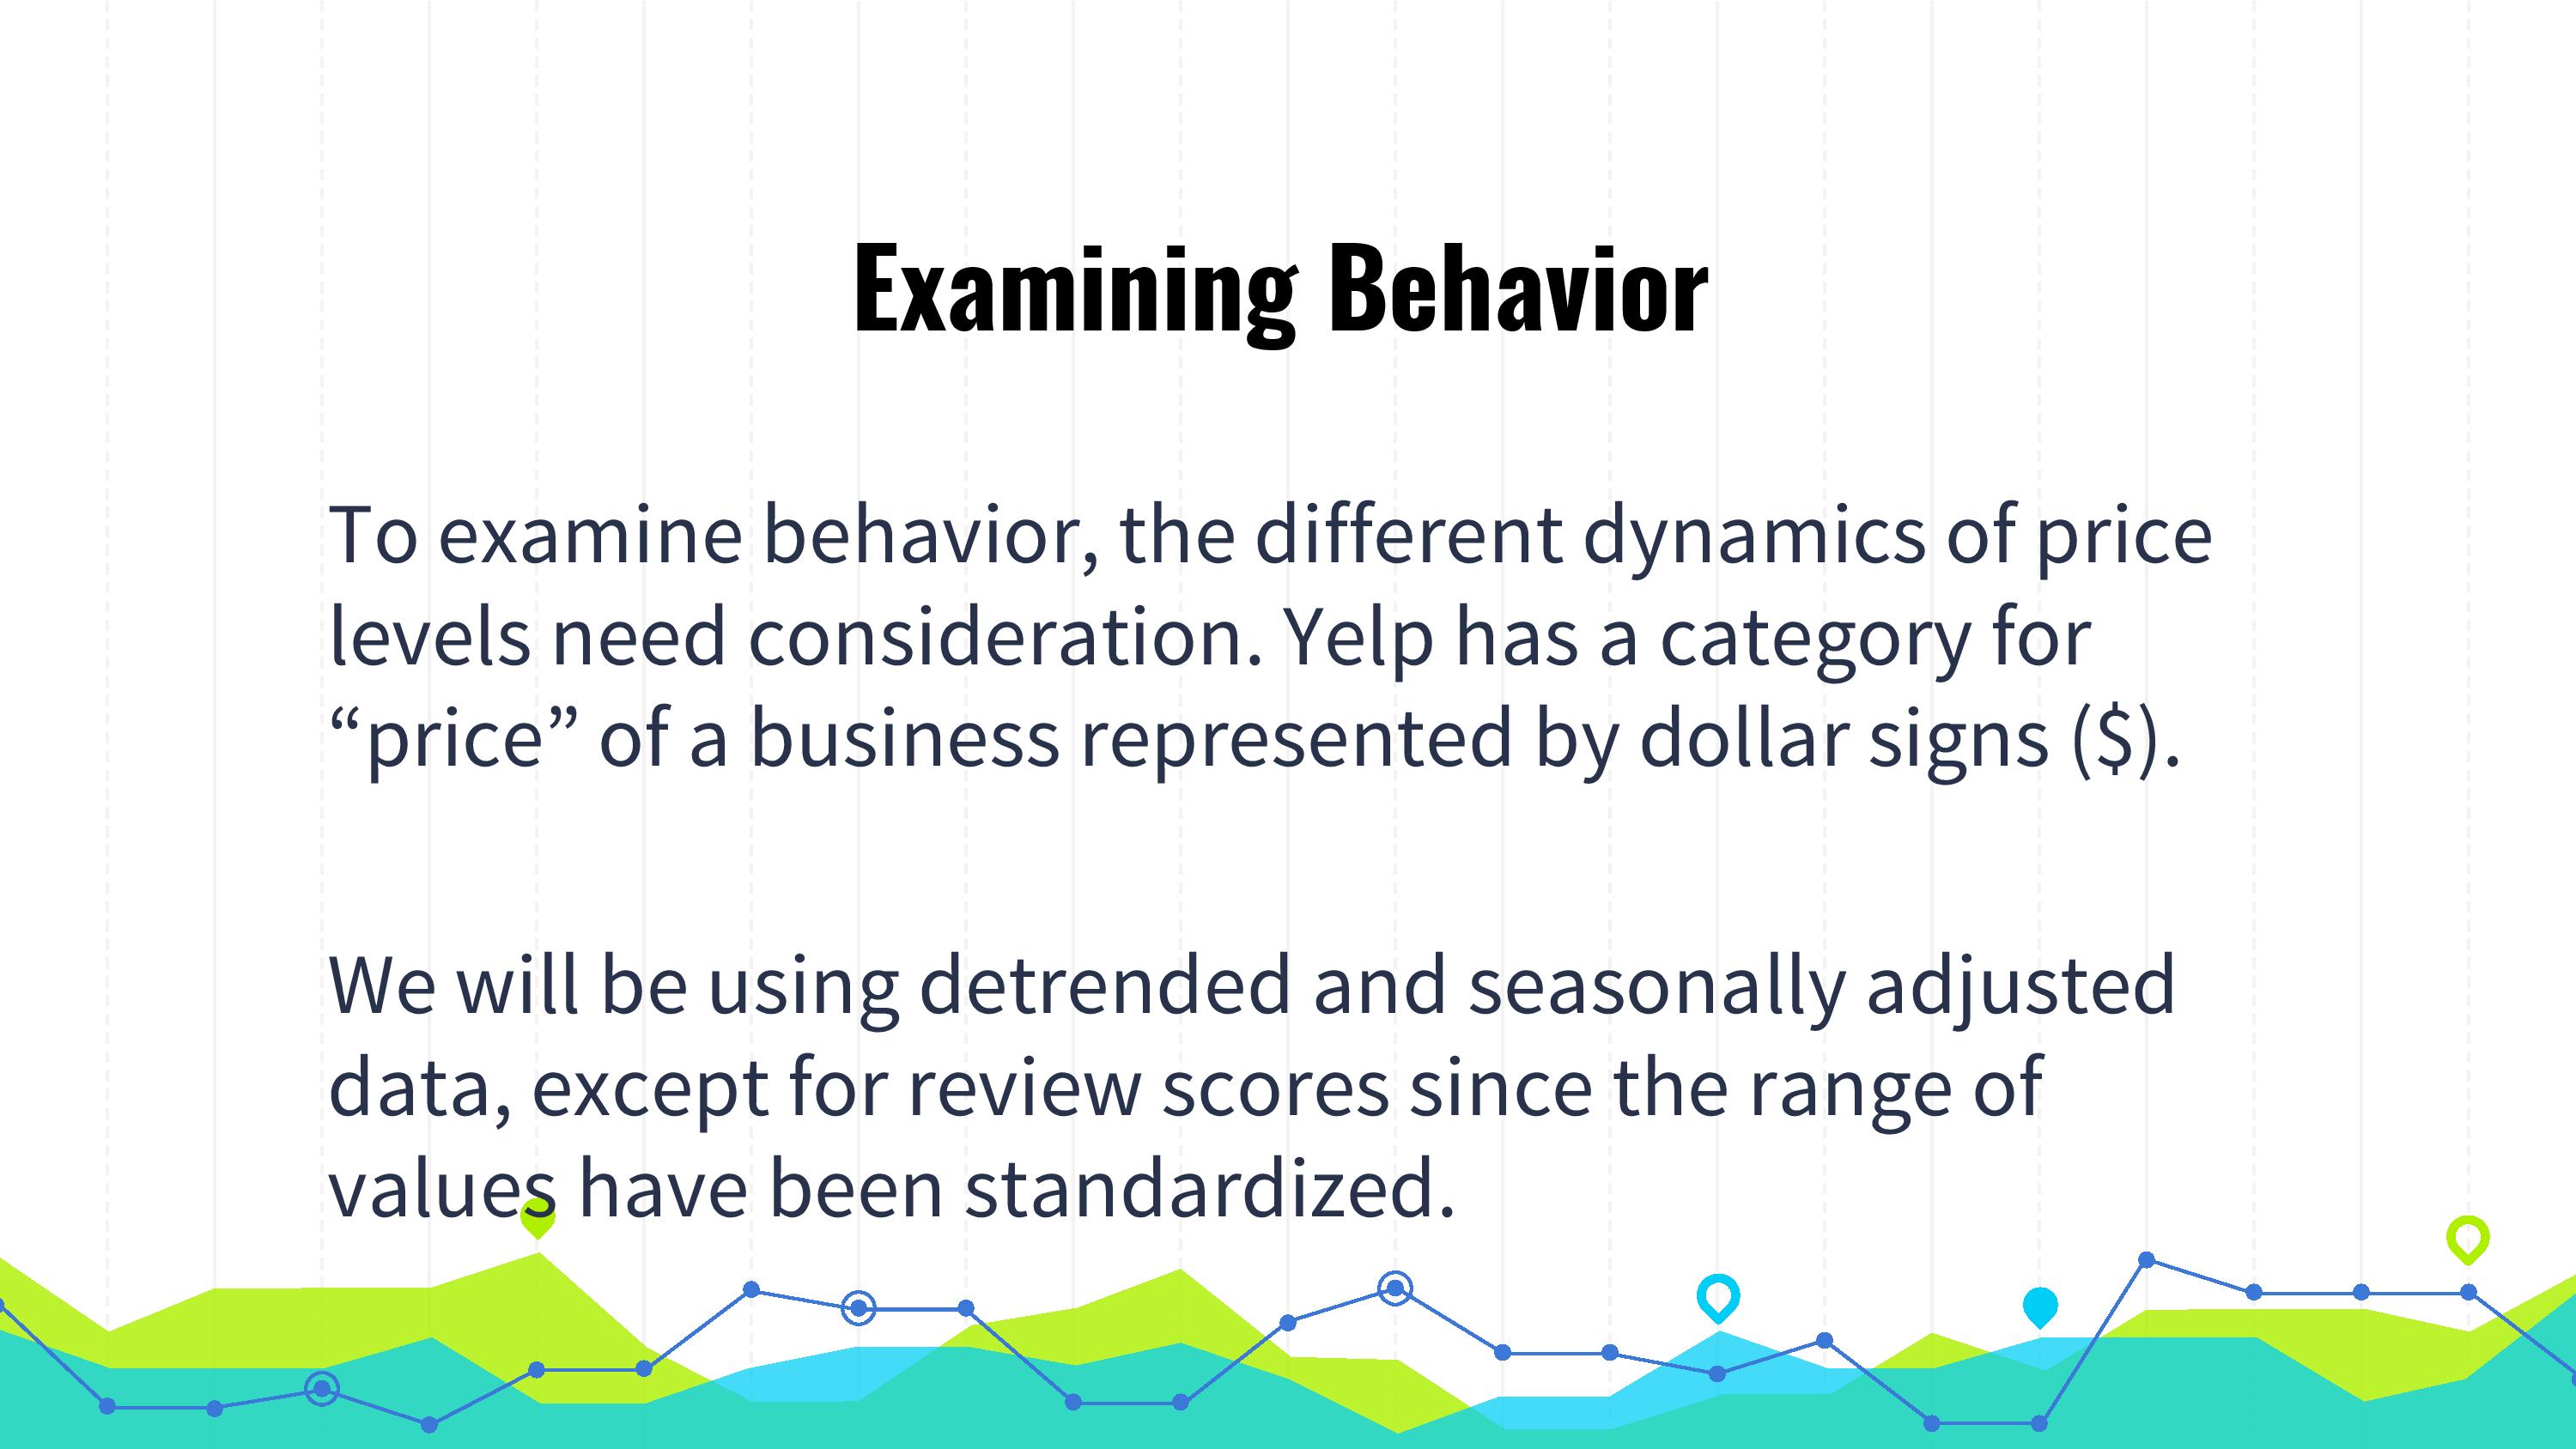 Examining Behavior
To examine behavior, the different dynamics of price
levels need consideration. Yelp has a category for
“price” of a business represented by dollar signs ($).
We will be using detrended and seasonally adjusted
data, except for review scores since the range of
values have been standardized.